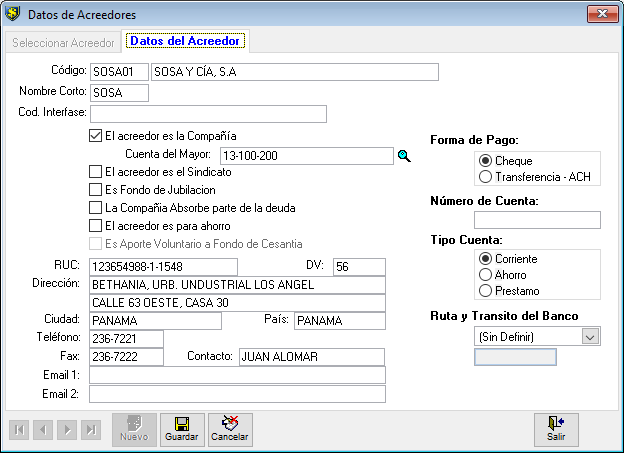 Datos de Acreedores
Seleccionar Acreedor
Datos del Acreedor
Código: SOSA01 SOSA Y CÍA, S.A
Nombre Corto: SOSA
Cod. Interfase:
El acreedor es la Compañía
Cuenta del Mayor: 13-100-200
El acreedor es el Sindicato
Es Fondo de Jubilacion
La Compañia Absorbe parte de la deuda
El acreedor es para ahorro
Es Aporte Voluntario a Fondo de Cesantia
RUC: 123654988-1-1548 DV: 56
Dirección: BETHANIA, URB. UNDUSTRIAL LOS ANGEL
CALLE 63 OESTE, CASA 30
Ciudad: PANAMA País: PANAMA
Teléfono: 236-7221
Fax: 236-7222 Contacto: JUAN ALOMAR
Email 1:
Email 2:
Forma de Pago:
Cheque
Transferencia - ACH
Número de Cuenta:
Tipo Cuenta:
Corriente
Ahorro
Prestamo
Ruta y Transito del Banco
(Sin Definir)
Nuevo Guardar Cancelar Salir